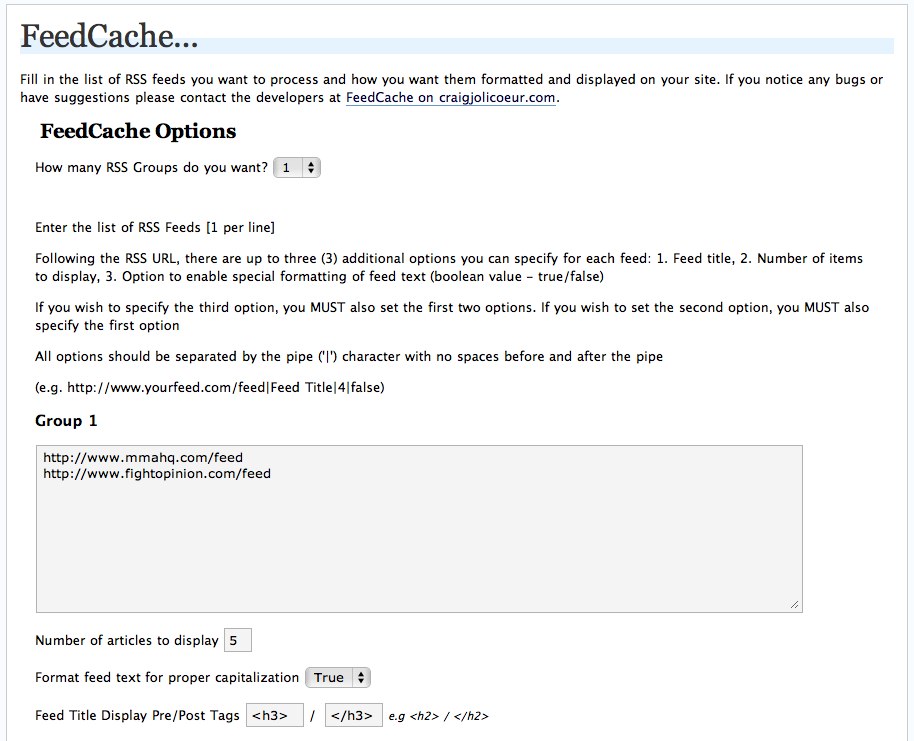 FeedCache...
Fill in the list of RSS feeds you want to process and how you want them formatted and displayed on your site. If you notice any bugs or
have suggestions please contact the developers at FeedCache on craigjolicoeur.com.
FeedCache Options
How many RSS Groups do you want? 1
Enter the list of RSS Feeds [1 per line]
Following the RSS URL, there are up to three (3) additional options you can specify for each feed: 1. Feed title, 2. Number of items
to display, 3. Option to enable special formatting of feed text (boolean value - true/false)
If you wish to specify the third option, you MUST also set the first two options. If you wish to set the second option, you MUST also
specify the first option
All options should be separated by the pipe ('|') character with no spaces before and after the pipe
(e.g. http://www.yourfeed.com/feed|Feed Title|4|false)
Group 1
http://www.mmahq.com/feed
http://www.fightopinion.com/feed
Number of articles to display 5
Format feed text for proper capitalization True
Feed Title Display Pre/Post Tags <h3> / </h3> e.g <h2> / </h2>